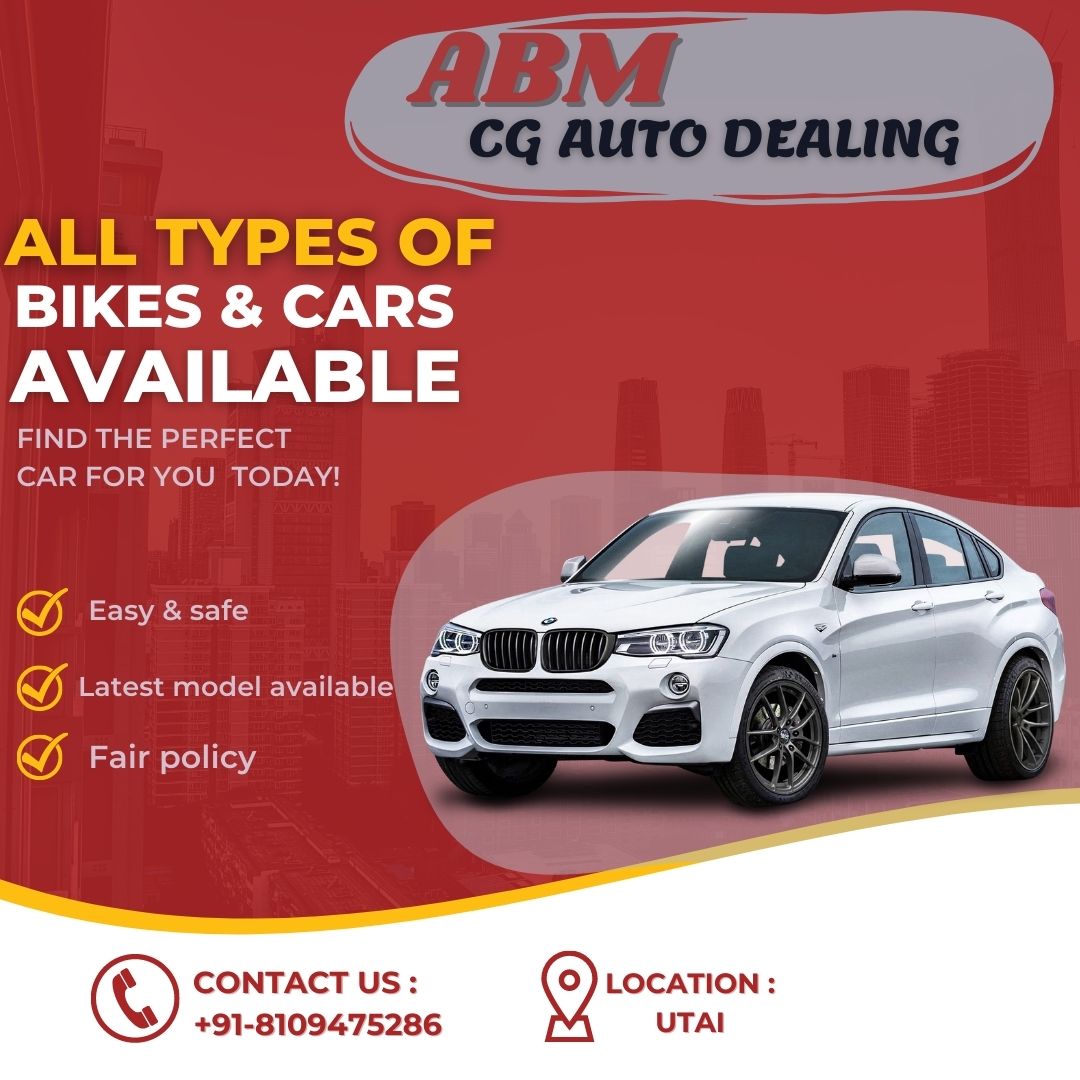 ABM
CG AUTO DEALING
ALL TYPES OF
BIKES & CARS
AVAILABLE
FIND THE PERFECT
CAR FOR YOU TODAY!
Easy & safe
Latest model available
Fair policy
CONTACT US :
+91-8109475286
LOCATION :
UTAI